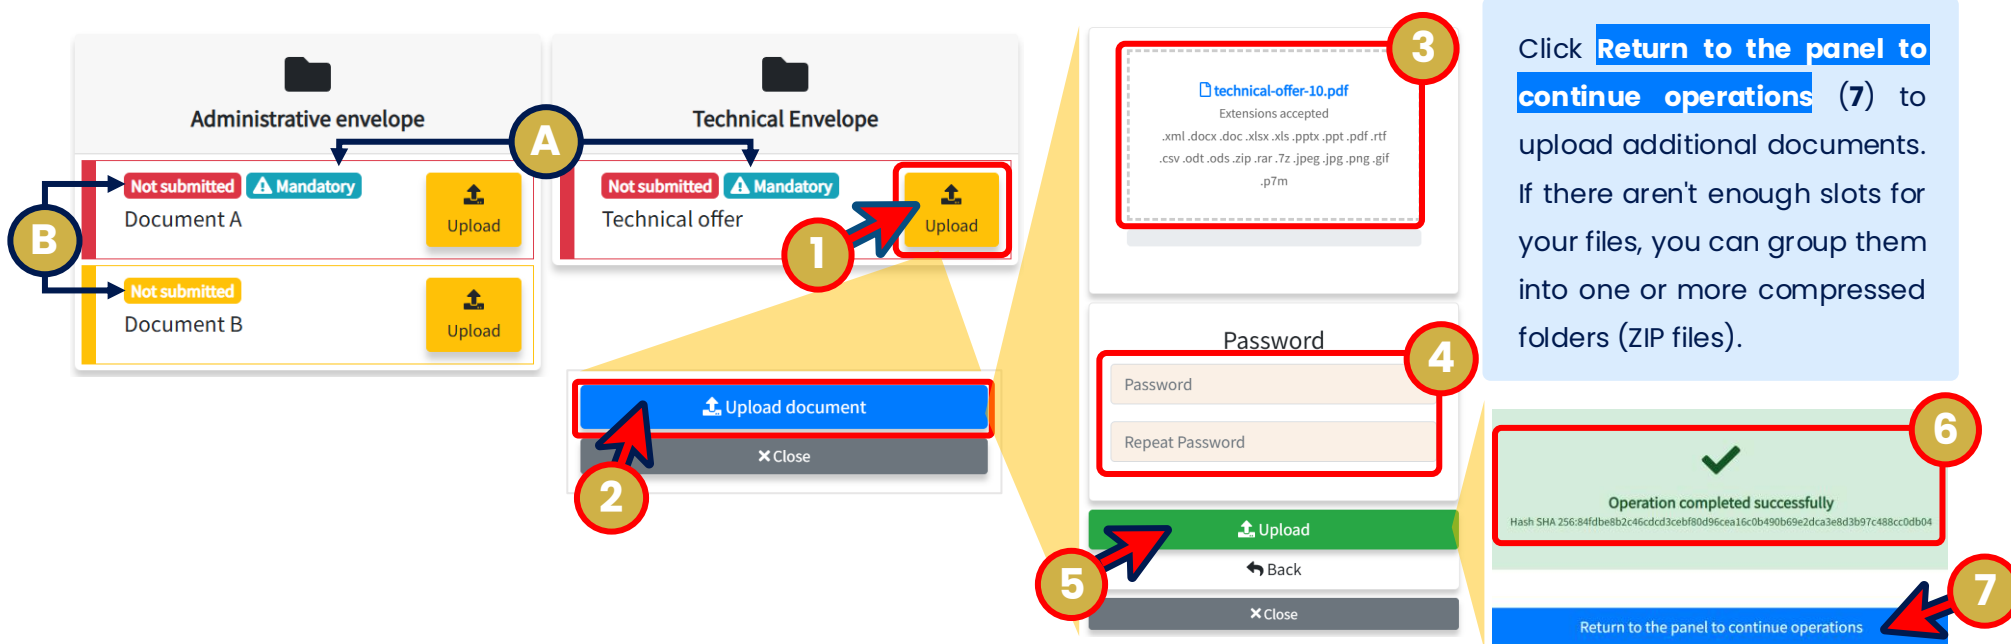 Administrative envelope
Not submitted Mandatory
Document A
Upload
Not submitted
Document B
Upload
A
B
Technical Envelope
Not submitted Mandatory
Technical offer
Upload
1
Upload document
Close
2
technical-offer-10.pdf
Extensions accepted
.xml .docx .doc .xlsx .xls .pptx .ppt .pdf .rtf
.csv .odt .ods .zip .rar .7z .jpeg .jpg .png .gif
.p7m
3
Password
Password
Repeat Password
4
Upload
Back
Close
5
Click Return to the panel to
continue operations (7) to
upload additional documents.
If there aren't enough slots for
your files, you can group them
into one or more compressed
folders (ZIP files).
6
Operation completed successfully
Hash SHA 256:84fdbe8b2c46cdcd3cebf80d96cea16c0b490b69e2dca3e8d3b97c488cc0db04
7
Return to the panel to continue operations